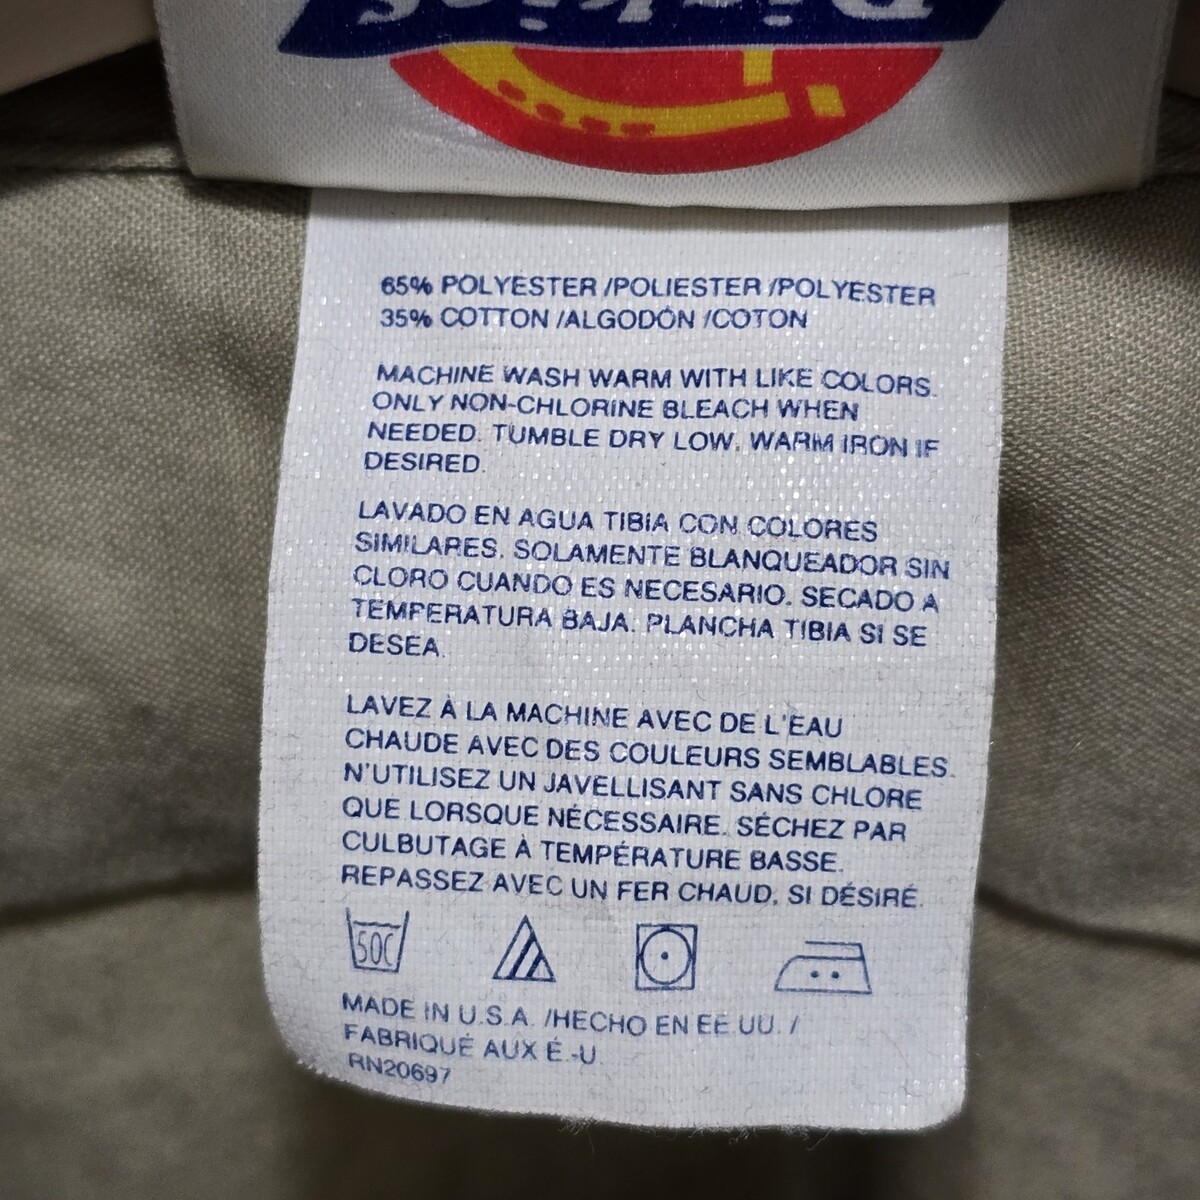 Dickies
65% POLYESTER /POLIESTER /POLYESTER
35% COTTON /ALGODÓN /COTON
MACHINE WASH WARM WITH LIKE COLORS.
ONLY NON-CHLORINE BLEACH WHEN
NEEDED. TUMBLE DRY LOW. WARM IRON IF
DESIRED.
LAVADO EN AGUA TIBIA CON COLORES
SIMILARES. SOLAMENTE BLANQUEADOR SIN
CLORO CUANDO ES NECESARIO. SECADO A
TEMPERATURA BAJA. PLANCHA TIBIA SI SE
DESEA.
LAVEZ À LA MACHINE AVEC DE L'EAU
CHAUDE AVEC DES COULEURS SEMBLABLES.
N'UTILISEZ UN JAVELLISANT SANS CHLORE
QUE LORSQUE NÉCESSAIRE. SÉCHEZ PAR
CULBUTAGE À TEMPÉRATURE BASSE.
REPASSEZ AVEC UN FER CHAUD, SI DÉSIRÉ.
50C
MADE IN U.S.A. /HECHO EN EE.UU. /
FABRIQUÉ AUX É.-U.
RN20697